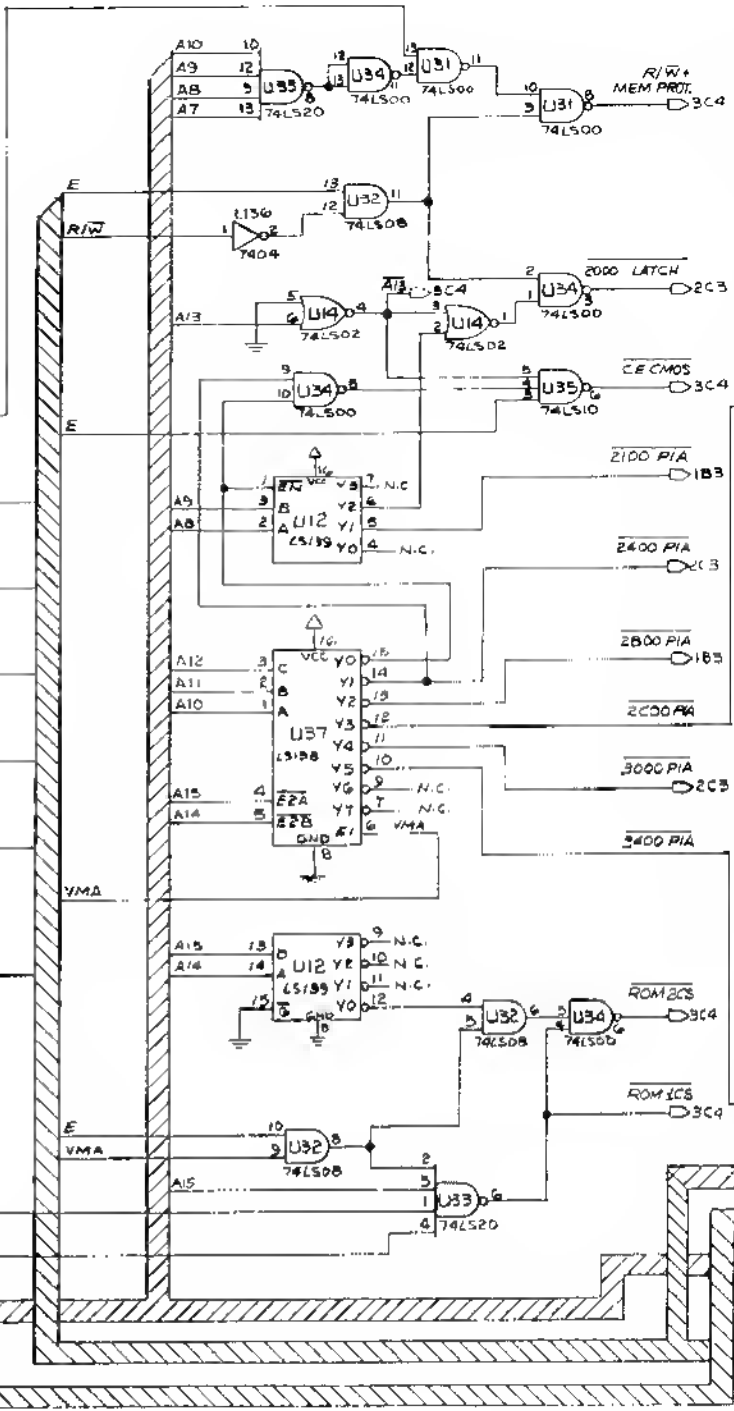 A10 10
A9 12
A8 9
A7 13
U33
8
74LS20
12
13
U34
11
74LS00
13
12
U31
11
74LS00
10
9
U31
8
74LS00
R/W+
MEM PROT.
3C4
E
13
12
U32
11
74LS08
R/W
1
2
7404
A13
5
6
U14
4
74LS02
A13
3C4
3
2
U14
1
74LS02
2
1
U34
3
74LS00
2000 LATCH
2C3
9
10
U34
8
74LS00
U35
6
74LS10
CE CMOS
3C4
E
16
VCC
1 EN
A9 3 B
A8 2 A
U12
LS139
Y3 7 N.C.
Y2 6
Y1 5
Y0 4 N.C.
2100 PIA
1B3
2400 PIA
2C3
16
VCC
A12 3 C
A11 2 B
A10 1 A
U37
LS138
A15 4 E2A
A14 5 E2B
Y0 15
Y1 14
Y2 13
Y3 12
Y4 11
Y5 10
Y6 9 N.C.
Y7 7 N.C.
E1 6 VMA
GND
8
2800 PIA
1B3
2C00 PIA
3000 PIA
2C3
3400 PIA
VMA
A15 13 B
A14 14 A
15 G
U12
LS139
Y3 9 N.C.
Y2 10 N.C.
Y1 11 N.C.
Y0 12
GND
8
4
5
U32
6
74LS08
5
4
U34
6
74LS00
ROM2CS
3C4
ROM1CS
3C4
E 10
VMA 9
U32
8
74LS08
2
A15 5
1
4
U33
6
74LS20